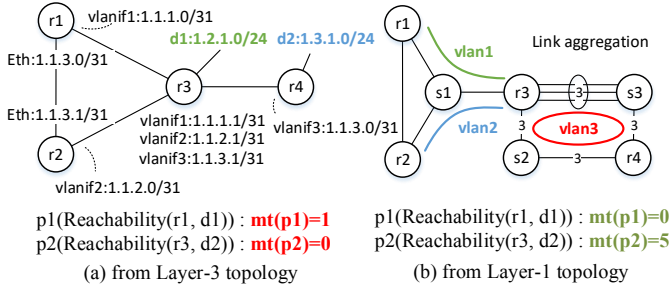 r1
vlanif1:1.1.1.0/31
Eth:1.1.3.0/31
d1:1.2.1.0/24
d2:1.3.1.0/24
r3
r4
Eth:1.1.3.1/31
vlanif1:1.1.1.1/31
vlanif2:1.1.2.1/31
vlanif3:1.1.3.1/31
vlanif3:1.1.3.0/31
r2
vlanif2:1.1.2.0/31
p1(Reachability(r1, d1)) : mt(p1)=1
p2(Reachability(r3, d2)) : mt(p2)=0
(a) from Layer-3 topology
r1
vlan1
Link aggregation
s1
r3
3
s3
vlan2
3
vlan3
3
r2
s2
3
r4
p1(Reachability(r1, d1)) : mt(p1)=0
p2(Reachability(r3, d2)) : mt(p2)=5
(b) from Layer-1 topology